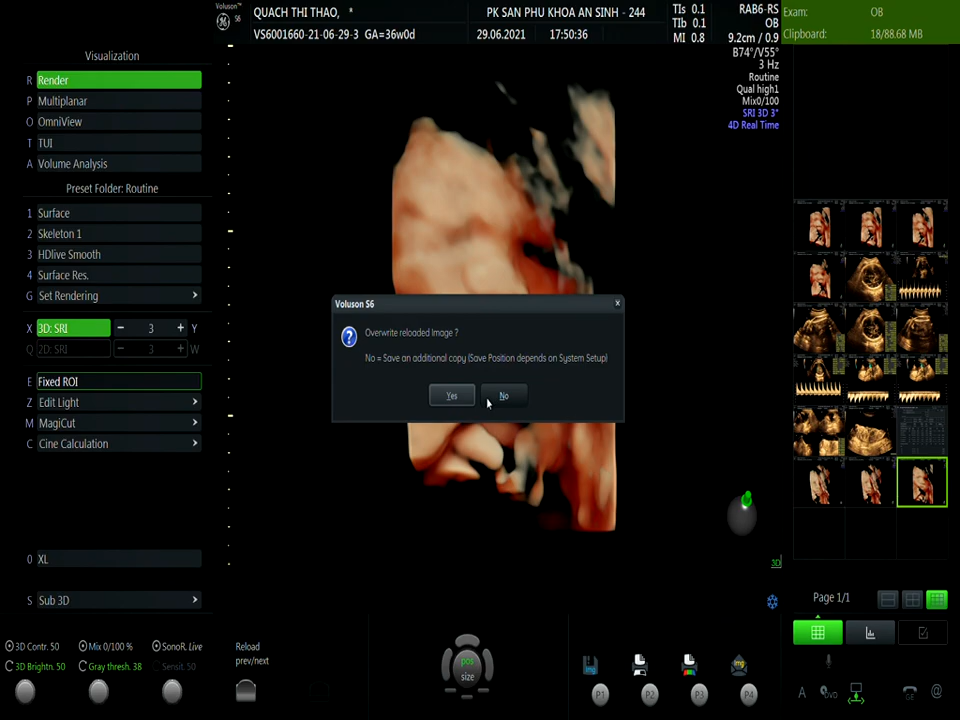 Voluson™
S6
QUACH THI THAO, *
PK SAN PHU KHOA AN SINH - 244
VS6001660-21-06-29-3 GA=36w0d
29.06.2021
17:50:36
TIs 0.1
TIb 0.1
MI 0.8
RAB6-RS
OB
9.2cm / 0.9
B74°/V55°
3 Hz
Routine
Qual high1
Mix0/100
SRI 3D 3°
4D Real Time
Exam: OB
Clipboard: 18/88.68 MB
Visualization
R Render
P Multiplanar
O OmniView
T TUI
A Volume Analysis
Preset Folder: Routine
1 Surface
2 Skeleton 1
3 HDlive Smooth
4 Surface Res.
G Set Rendering >
X 3D: SRI − 3 + Y
Q 2D: SRI − 3 + W
E Fixed ROI
Z Edit Light >
M MagiCut >
C Cine Calculation >
0 XL
S Sub 3D >
Voluson S6
Overwrite reloaded Image ?
No = Save an additional copy (Save Position depends on System Setup)
Yes
No
3D
Page 1/1
3D Contr. 50
Mix 0/100 %
SonoR. Live
3D Brightn. 50
Gray thresh. 38
Sensit. 50
Reload
prev/next
pos
size
img
P1
P2
P3
P4
A
DVD
GE
@